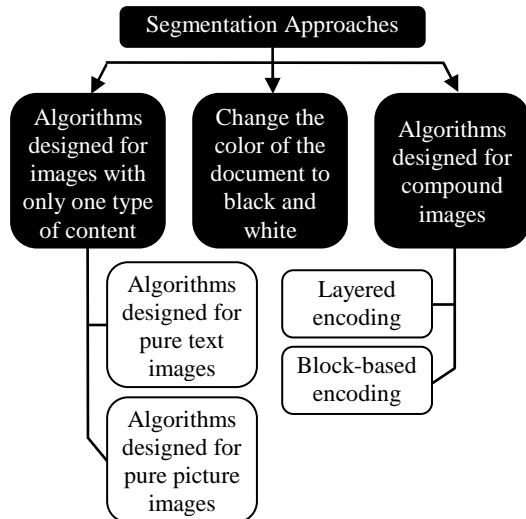 Segmentation Approaches
Algorithms
designed for
images with
only one type
of content
Change the
color of the
document to
black and
white
Algorithms
designed for
compound
images
Algorithms
designed for
pure text
images
Algorithms
designed for
pure picture
images
Layered
encoding
Block-based
encoding